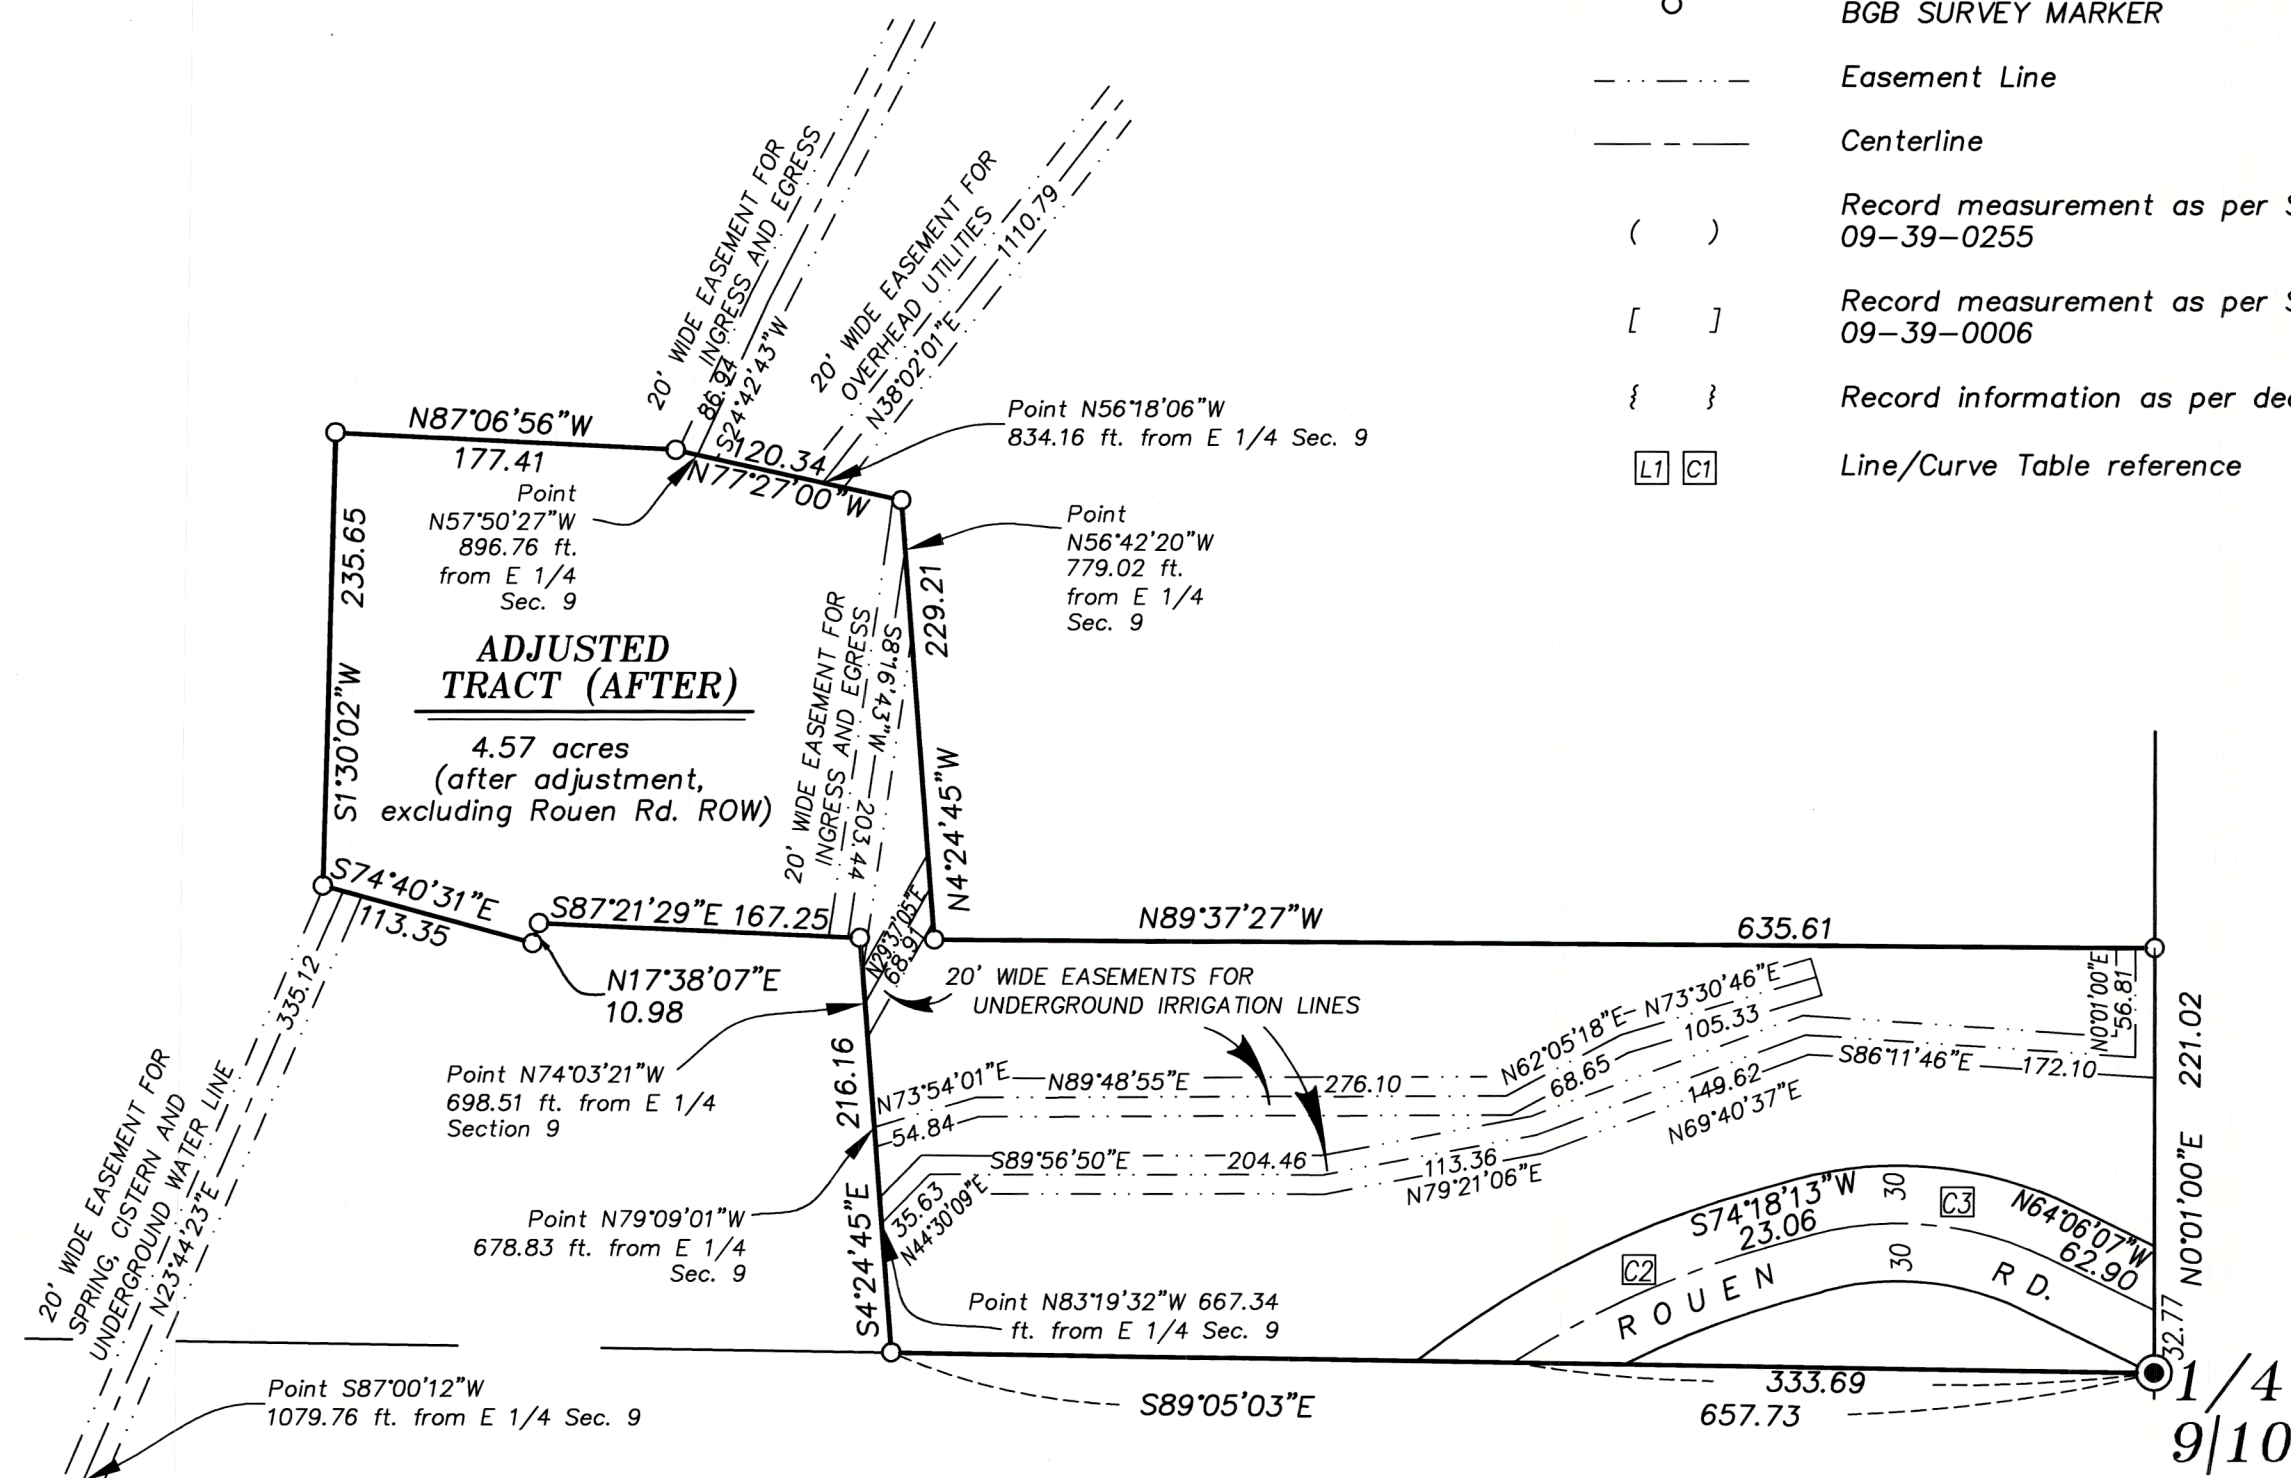 BGB SURVEY MARKER
Easement Line
Centerline
( ) Record measurement as per
09-39-0255
[ ] Record measurement as per
09-39-0006
{ } Record information as per
L1 C1 Line/Curve Table reference
20' WIDE EASEMENT FOR
INGRESS AND EGRESS
86.94
S24°42'43"W
20' WIDE EASEMENT FOR
OVERHEAD UTILITIES
N38°02'01"E 1110.79
Point N56°18'06"W
834.16 ft. from E 1/4 Sec. 9
N87°06'56"W
177.41
120.34
N77°27'00"W
Point
N57°50'27"W
896.76 ft.
from E 1/4
Sec. 9
Point
N56°42'20"W
779.02 ft.
from E 1/4
Sec. 9
S1°30'02"W 235.65
ADJUSTED
TRACT (AFTER)
4.57 acres
(after adjustment,
excluding Rouen Rd. ROW)
20' WIDE EASEMENT FOR
INGRESS AND EGRESS
S8°16'43"W 203.44
229.21
N4°24'45"W
S74°40'31"E
113.35
S87°21'29"E 167.25
N17°38'07"E
10.98
N29°37'05"E
68.91
N89°37'27"W 635.61
20' WIDE EASEMENTS FOR
UNDERGROUND IRRIGATION LINES
N0°01'00"E
56.81
221.02
N0°01'00"E
32.77
Point N74°03'21"W
698.51 ft. from E 1/4
Section 9
S4°24'45"E 216.16
N73°54'01"E
54.84
N89°48'55"E 276.10
N62°05'18"E
68.65
N73°30'46"E
105.33
S89°56'50"E 204.46
113.36
N79°21'06"E
149.62
N69°40'37"E
S86°11'46"E 172.10
35.63
N44°30'09"E
Point N79°09'01"W
678.83 ft. from E 1/4
Sec. 9
Point N83°19'32"W 667.34
ft. from E 1/4 Sec. 9
20' WIDE EASEMENT FOR
SPRING, CISTERN AND
UNDERGROUND WATER LINE
N23°44'23"E 335.12
Point S87°00'12"W
1079.76 ft. from E 1/4 Sec. 9
S74°18'13"W
23.06
30
30
C2
C3
N64°06'07"W
62.90
ROUEN RD.
S89°05'03"E
333.69
657.73
1/4
9|10